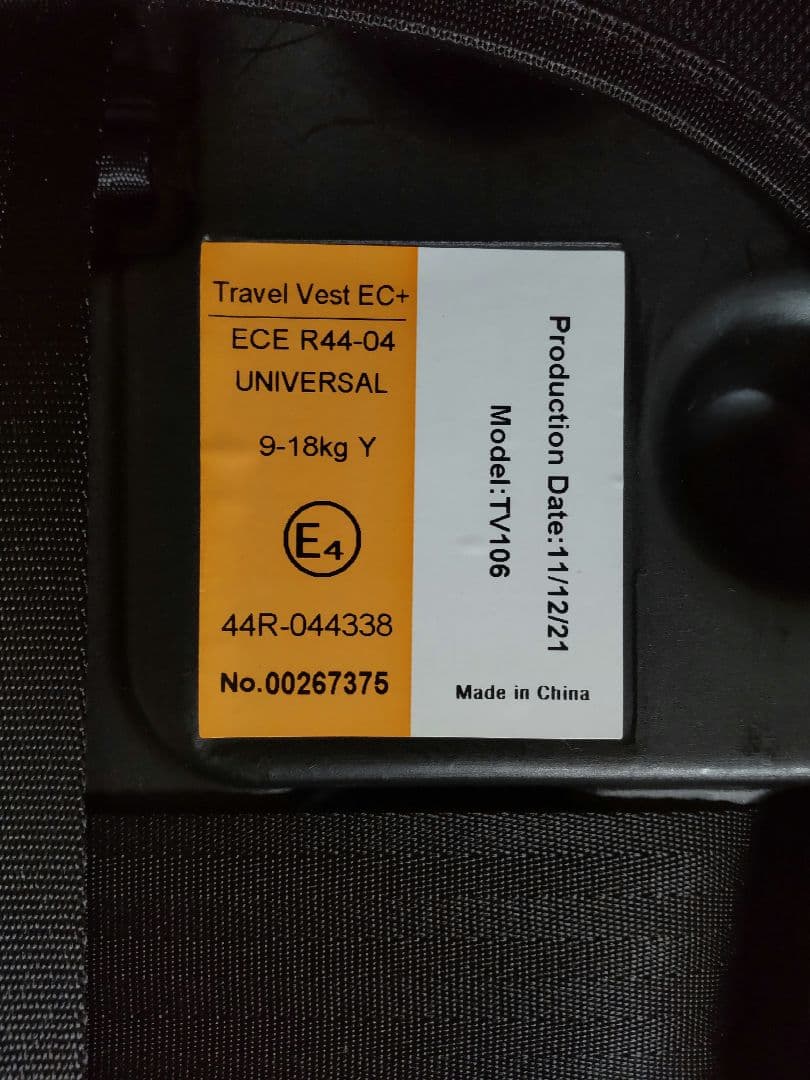 Travel Vest EC+
ECE R44-04
UNIVERSAL
9-18kg Y
E4
44R-044338
No.00267375
Production Date:11/12/21
Model:TV106
Made in China